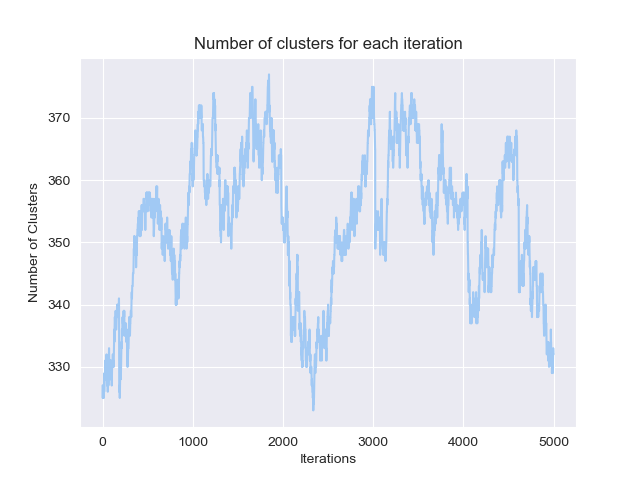 Number of clusters for each iteration
370
360
350
340
330
Number of Clusters
0 1000 2000 3000 4000 5000
Iterations